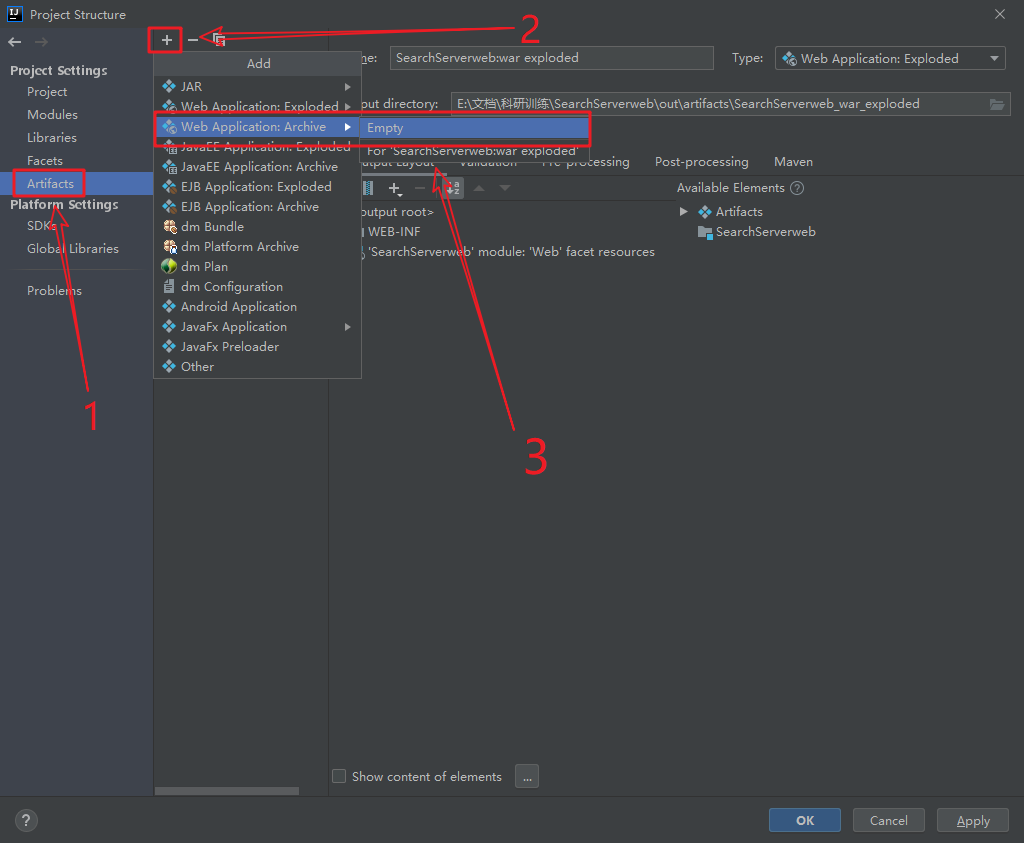 Project Structure
Project Settings
Project
Modules
Libraries
Facets
Artifacts
Platform Settings
SDKs
Global Libraries
Problems
1
2
3
Add
JAR
Web Application: Exploded
Web Application: Archive
JavaEE Application: Exploded
JavaEE Application: Archive
EJB Application: Exploded
EJB Application: Archive
dm Bundle
dm Platform Archive
dm Plan
dm Configuration
Android Application
JavaFx Application
JavaFx Preloader
Other
Empty
For 'SearchServerweb:war exploded'
me: SearchServerweb:war exploded Type: Web Application: Exploded
put directory: E:\文档\科研训练\SearchServerweb\out\artifacts\SearchServerweb_war_exploded
utput Layout Validation Pre-processing Post-processing Maven
Available Elements ?
output root>
WEB-INF
'SearchServerweb' module: 'Web' facet resources
Artifacts
SearchServerweb
Show content of elements ...
? OK Cancel Apply